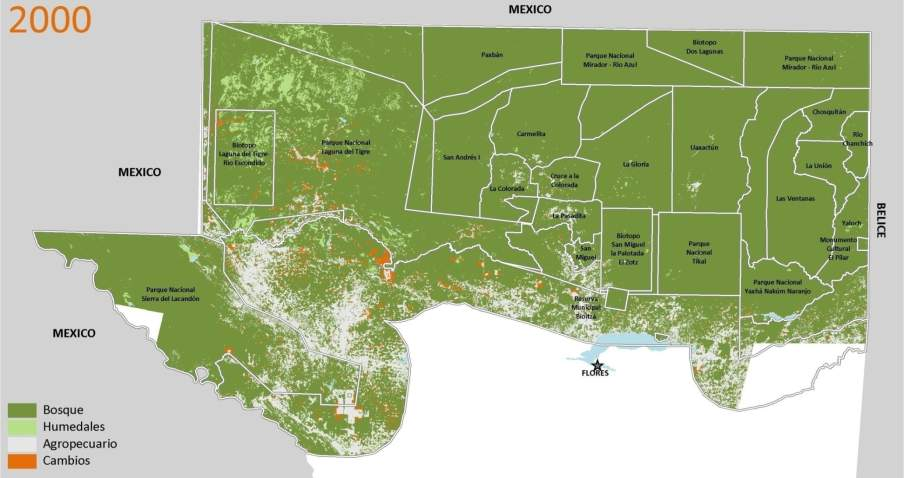 2000
MEXICO
Paxbán
Parque Nacional
Mirador - Río Azul
Biotopo
Dos Lagunas
Parque Nacional
Mirador - Río Azul
Chosquitán
Río
Chanchich
Carmelita
Biotopo
Laguna del Tigre
Río Escondido
Parque Nacional
Laguna del Tigre
San Andrés I
La Gloria
Uaxactún
La Unión
MEXICO
La Colorada
Cruce a la
Colorada
Las Ventanas
La Pasadita
Yaloch
BELICE
San
Miguel
Biotopo
San Miguel
la Palotada
El Zotz
Parque
Nacional
Tikal
Monumento
Cultural
El Pilar
Parque Nacional
Sierra del Lacandón
Parque Nacional
Yaxhá Nakúm Naranjo
Reserva
Municipal
Bioitzá
MEXICO
FLORES
Bosque
Humedales
Agropecuario
Cambios